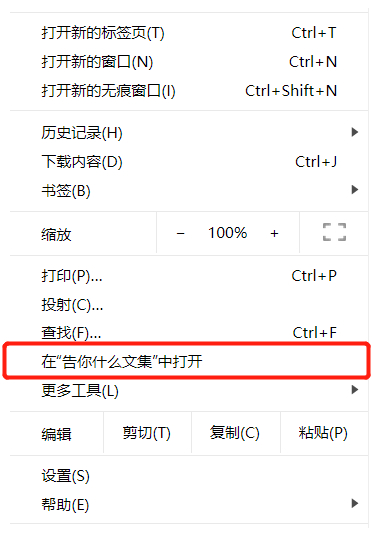 打开新的标签页(T) Ctrl+T
打开新的窗口(N) Ctrl+N
打开新的无痕窗口(I) Ctrl+Shift+N
历史记录(H)
下载内容(D) Ctrl+J
书签(B)
缩放 - 100% +
打印(P)... Ctrl+P
投射(C)...
查找(F)... Ctrl+F
在“告你什么文集”中打开
更多工具(L)
编辑 剪切(T) 复制(C) 粘贴(P)
设置(S)
帮助(E)